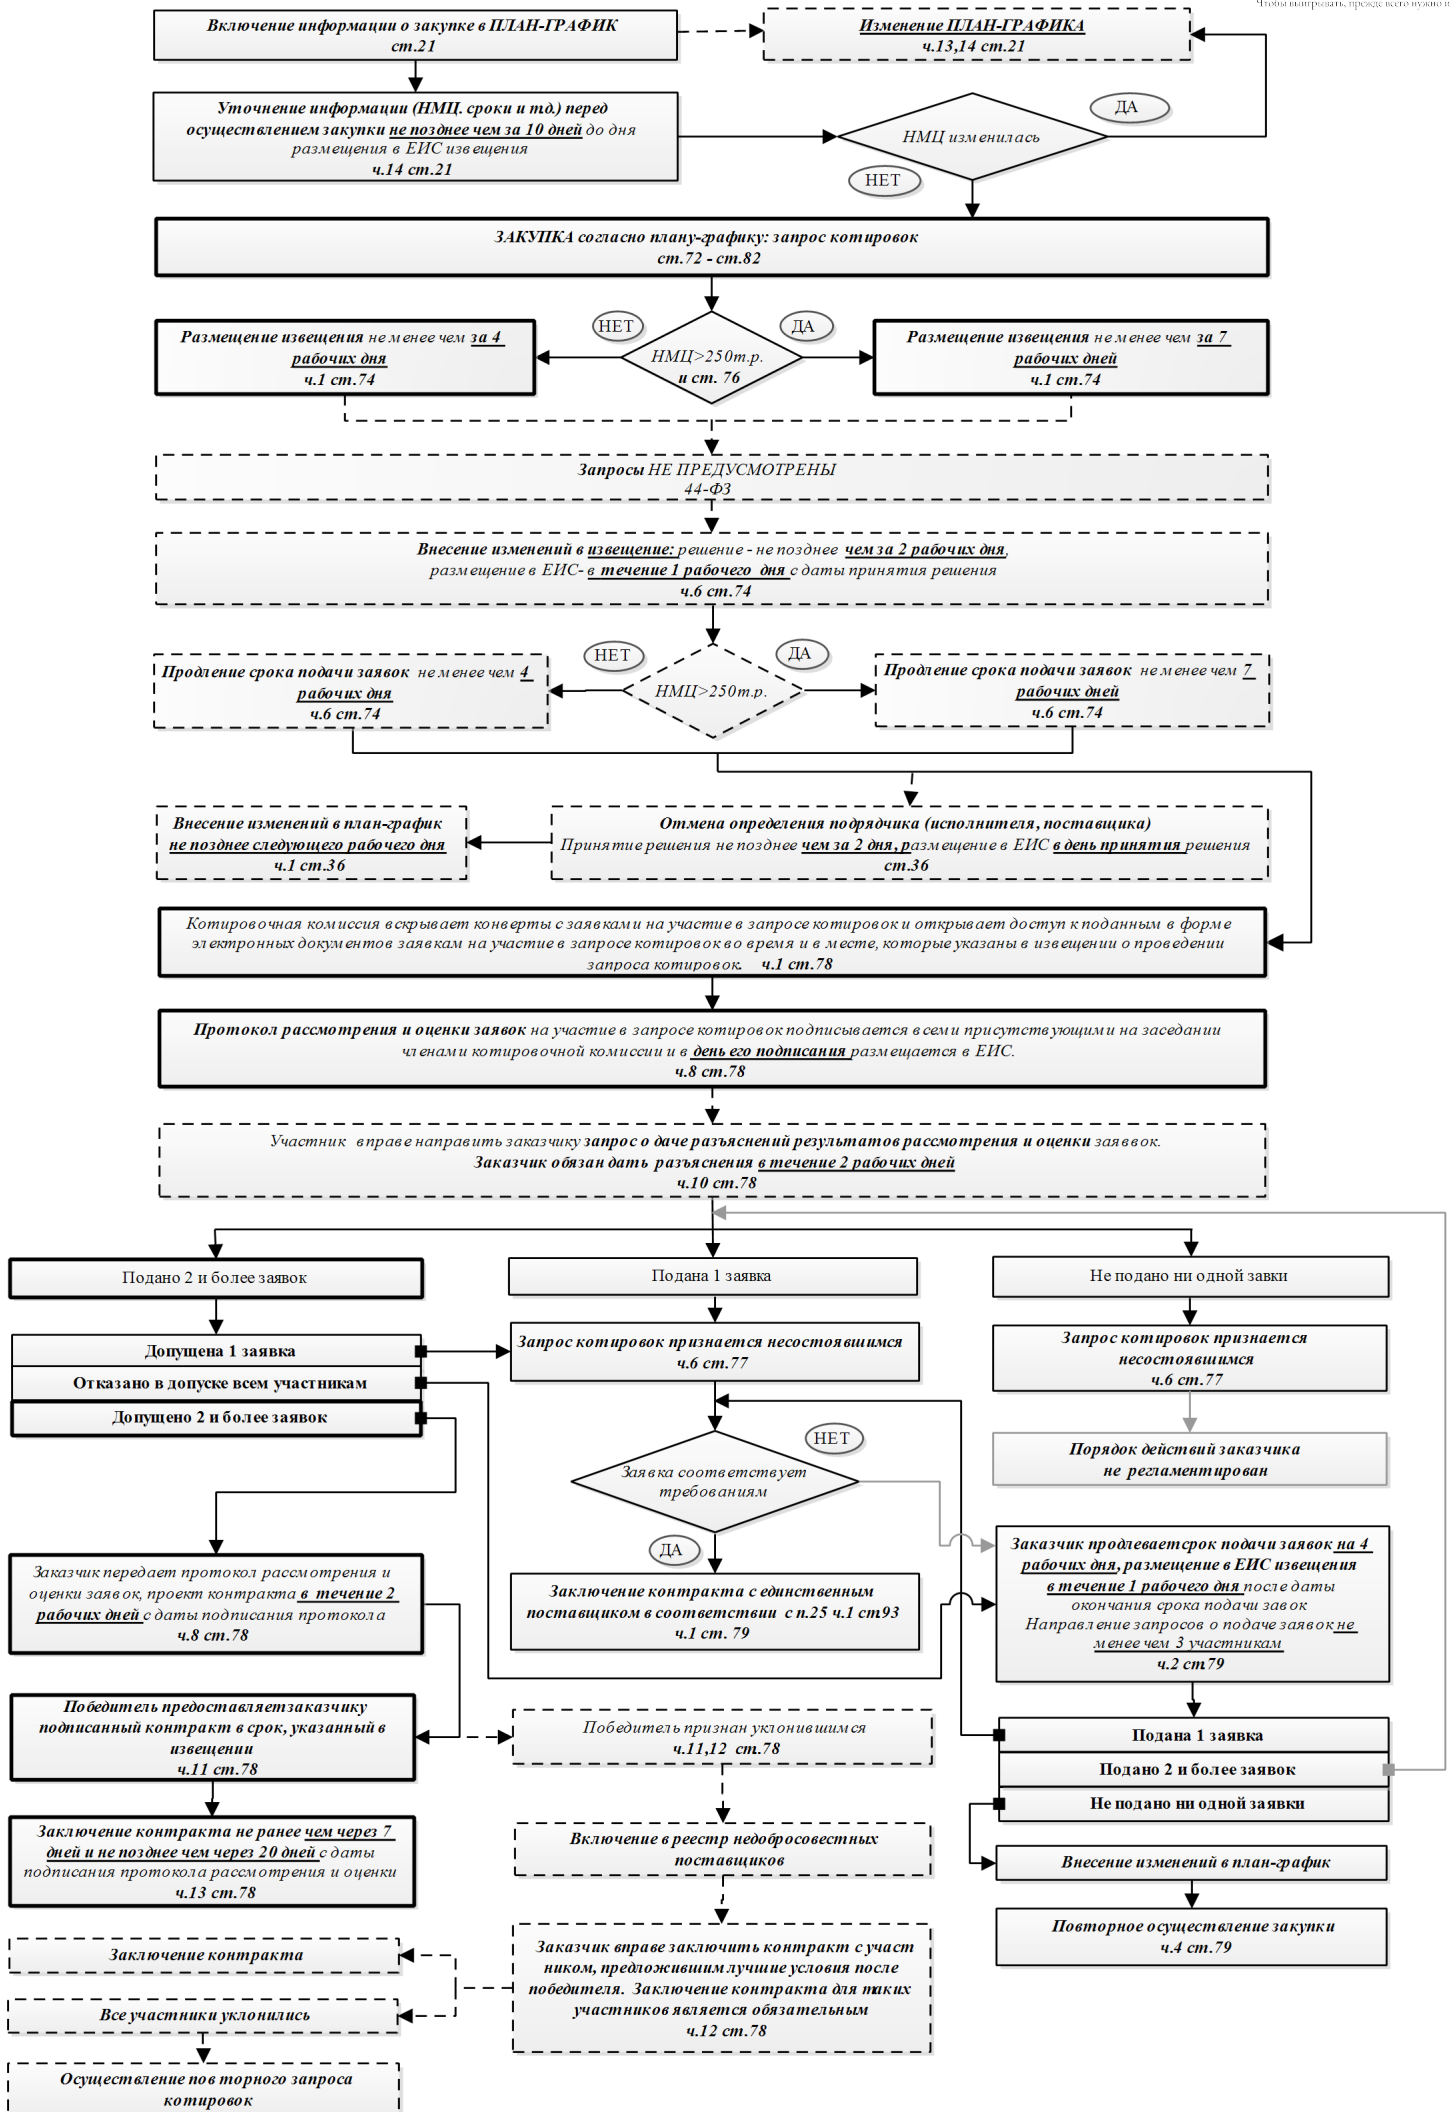 Чтобы выигрывать, прежде всего нужно и
Включение информации о закупке в ПЛАН-ГРАФИК
ст.21
Изменение ПЛАН-ГРАФИКА
ч.13,14 ст.21
Уточнение информации (НМЦ. сроки и т.д.) перед
осуществлением закупки не позднее чем за 10 дней до дня
размещения в ЕИС извещения
ч.14 ст.21
НМЦ изменилась
ДА
НЕТ
ЗАКУПКА согласно плану-графику: запрос котировок
ст.72 - ст.82
Размещение извещения не менее чем за 4
рабочих дня
ч.1 ст.74
НЕТ
НМЦ>250т.р.
и ст. 76
ДА
Размещение извещения не менее чем за 7
рабочих дней
ч.1 ст.74
Запросы НЕ ПРЕДУСМОТРЕНЫ
44-ФЗ
Внесение изменений в извещение: решение - не позднее чем за 2 рабочих дня,
размещение в ЕИС- в течение 1 рабочего дня с даты принятия решения
ч.6 ст.74
Продление срока подачи заявок не менее чем 4
рабочих дня
ч.6 ст.74
НЕТ
НМЦ>250т.р.
ДА
Продление срока подачи заявок не менее чем 7
рабочих дней
ч.6 ст.74
Внесение изменений в план-график
не позднее следующего рабочего дня
ч.1 ст.36
Отмена определения подрядчика (исполнителя, поставщика)
Принятие решения не позднее чем за 2 дня, размещение в ЕИС в день принятия решения
ст.36
Котировочная комиссия вскрывает конверты с заявками на участие в запросе котировок и открывает доступ к поданным в форме
электронных документов заявкам на участие в запросе котировок во время и в месте, которые указаны в извещении о проведении
запроса котировок. ч.1 ст.78
Протокол рассмотрения и оценки заявок на участие в запросе котировок подписывается всеми присутствующими на заседании
членами котировочной комиссии и в день его подписания размещается в ЕИС.
ч.8 ст.78
Участник вправе направить заказчику запрос о даче разъяснений результатов рассмотрения и оценки заяввок.
Заказчик обязан дать разъяснения в течение 2 рабочих дней
ч.10 ст.78
Подано 2 и более заявок
Подана 1 заявка
Не подано ни одной завки
Допущена 1 заявка
Отказано в допуске всем участникам
Допущено 2 и более заявок
Запрос котировок признается несостоявшимся
ч.6 ст.77
Запрос котировок признается
несостоявшимся
ч.6 ст.77
Заявка соответствует
требованиям
НЕТ
ДА
Порядок действий заказчика
не регламентирован
Заказчик передает протокол рассмотрения и
оценки заявок, проект контракта в течение 2
рабочих дней с даты подписания протокола
ч.8 ст.78
Заключение контракта с единственным
поставщиком в соответствии с п.25 ч.1 ст93
ч.1 ст. 79
Заказчик продлевает срок подачи заявок на 4
рабочих дня, размещение в ЕИС извещения
в течение 1 рабочего дня после даты
окончания срока подачи завок
Направление запросов о подаче заявок не
менее чем 3 участникам
ч.2 ст79
Победитель предоставляет заказчику
подписанный контракт в срок, указанный в
извещении
ч.11 ст.78
Победитель признан уклонившимся
ч.11,12 ст.78
Подана 1 заявка
Подано 2 и более заявок
Не подано ни одной заявки
Заключение контракта не ранее чем через 7
дней и не позднее чем через 20 дней с даты
подписания протокола рассмотрения и оценки
ч.13 ст.78
Включение в реестр недобросовестных
поставщиков
Внесение изменений в план-график
Повторное осуществление закупки
ч.4 ст.79
Заключение контракта
Все участники уклонились
Заказчик вправе заключить контракт с участ
ником, предложившим лучшие условия после
победителя. Заключение контракта для таких
участников является обязательным
ч.12 ст.78
Осуществление повторного запроса
котировок